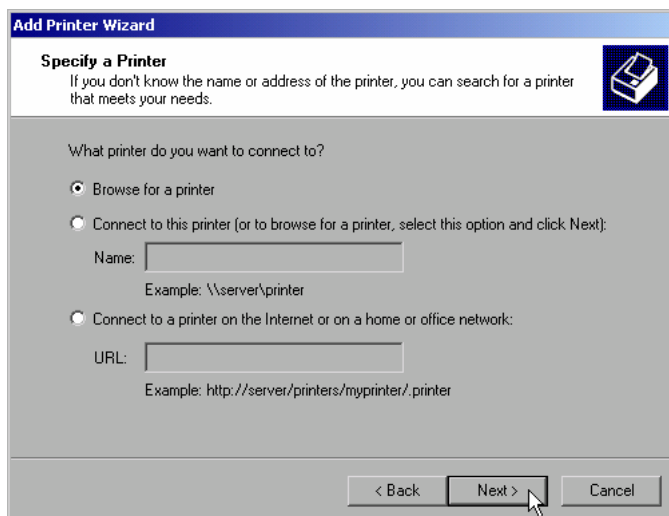 Add Printer Wizard
Specify a Printer
If you don't know the name or address of the printer, you can search for a printer
that meets your needs.
What printer do you want to connect to?
Browse for a printer
Connect to this printer (or to browse for a printer, select this option and click Next):
Name:
Example: \\server\printer
Connect to a printer on the Internet or on a home or office network:
URL:
Example: http://server/printers/myprinter/.printer
< Back Next > Cancel